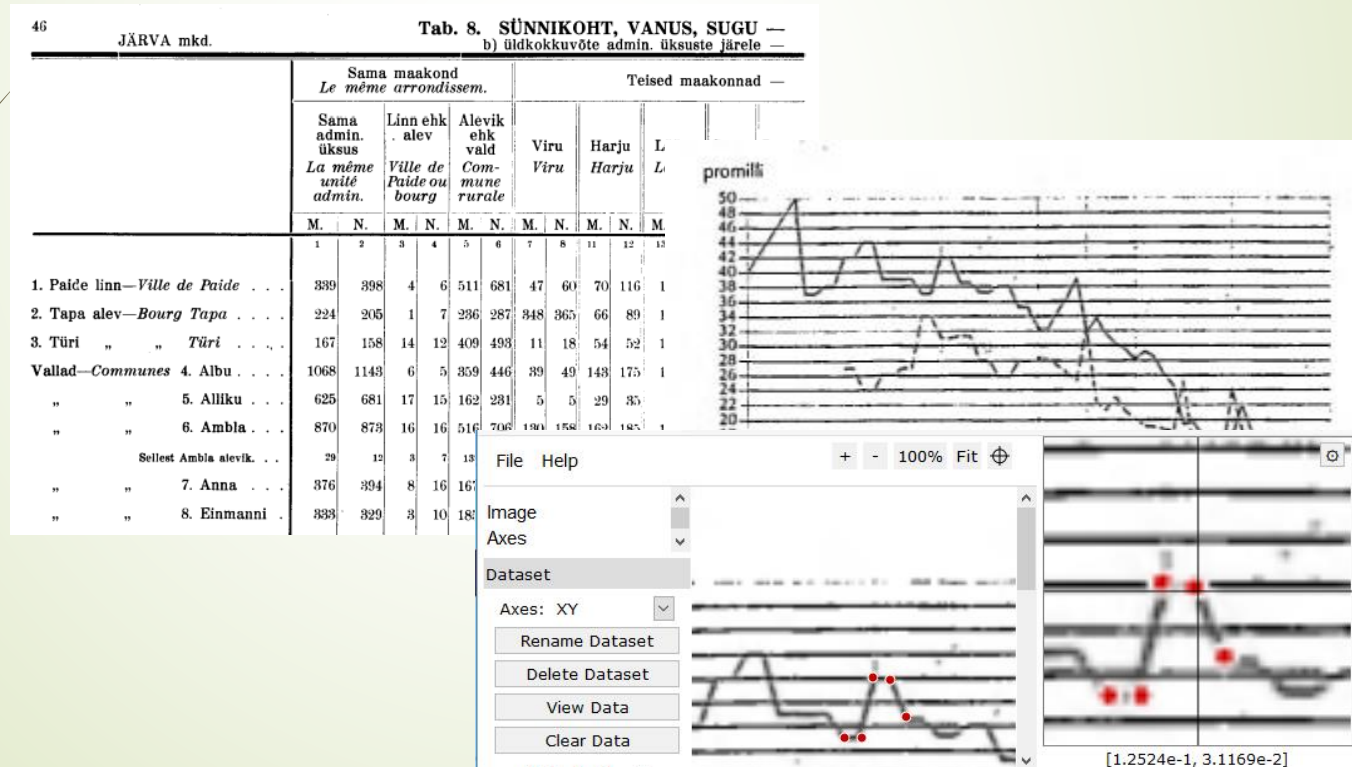 46
JÄRVA mkd.
Tab. 8. SÜNNIKOHT, VANUS, SUGU —
b) üldkokkuvõte admin. üksuste järele —
Sama maakond
Le même arrondissem.
Teised maakonnad —
Sama admin. üksus
La même unité admin.
Linn ehk alev
Ville de Paide ou bourg
Alevik ehk vald
Commune rurale
Viru
Viru
Harju
Harju
L
L
M. N. M. N. M. N. M. N. M. N. M
1 2 3 4 5 6 7 8 11 12 13
1. Paide linn—Ville de Paide . . . 339 398 4 6 511 681 47 60 70 116 1
2. Tapa alev—Bourg Tapa . . . . 224 205 1 7 236 287 348 365 66 89 1
3. Türi „ „ Türi . . . . 167 158 14 12 409 493 11 18 54 52 1
Vallad—Communes 4. Albu . . . . 1068 1143 6 5 359 446 39 49 143 175 1
„ „ 5. Alliku . . . 625 681 17 15 162 231 5 5 29 35
„ „ 6. Ambla . . . 870 873 16 16 516 706 130 158 162 185 1
Sellest Ambla alevik. . . 29 12 3 7 13
„ „ 7. Anna . . . 376 394 8 16 167
„ „ 8. Einmanni . 333 329 3 10
promilli
50
48
46
44
42
40
38
36
34
32
30
28
26
24
22
20
File Help
+ - 100% Fit
Image
Axes
Dataset
Axes: XY
Rename Dataset
Delete Dataset
View Data
Clear Data
[1.2524e-1, 3.1169e-2]